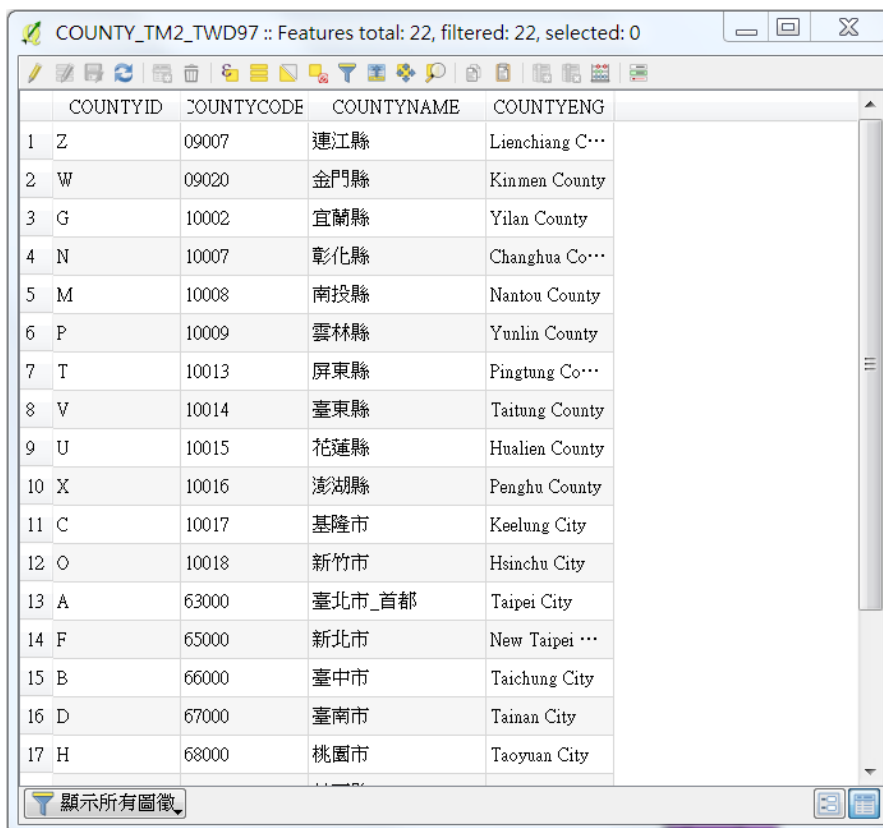 COUNTY_TM2_TWD97 :: Features total: 22, filtered: 22, selected: 0
COUNTYID COUNTYCODE COUNTYNAME COUNTYENG
1 Z 09007 連江縣 Lienchiang C⋯
2 W 09020 金門縣 Kinmen County
3 G 10002 宜蘭縣 Yilan County
4 N 10007 彰化縣 Changhua Co⋯
5 M 10008 南投縣 Nantou County
6 P 10009 雲林縣 Yunlin County
7 T 10013 屏東縣 Pingtung Co⋯
8 V 10014 臺東縣 Taitung County
9 U 10015 花蓮縣 Hualien County
10 X 10016 澎湖縣 Penghu County
11 C 10017 基隆市 Keelung City
12 O 10018 新竹市 Hsinchu City
13 A 63000 臺北市_首都 Taipei City
14 F 65000 新北市 New Taipei ⋯
15 B 66000 臺中市 Taichung City
16 D 67000 臺南市 Tainan City
17 H 68000 桃園市 Taoyuan City
顯示所有圖徵